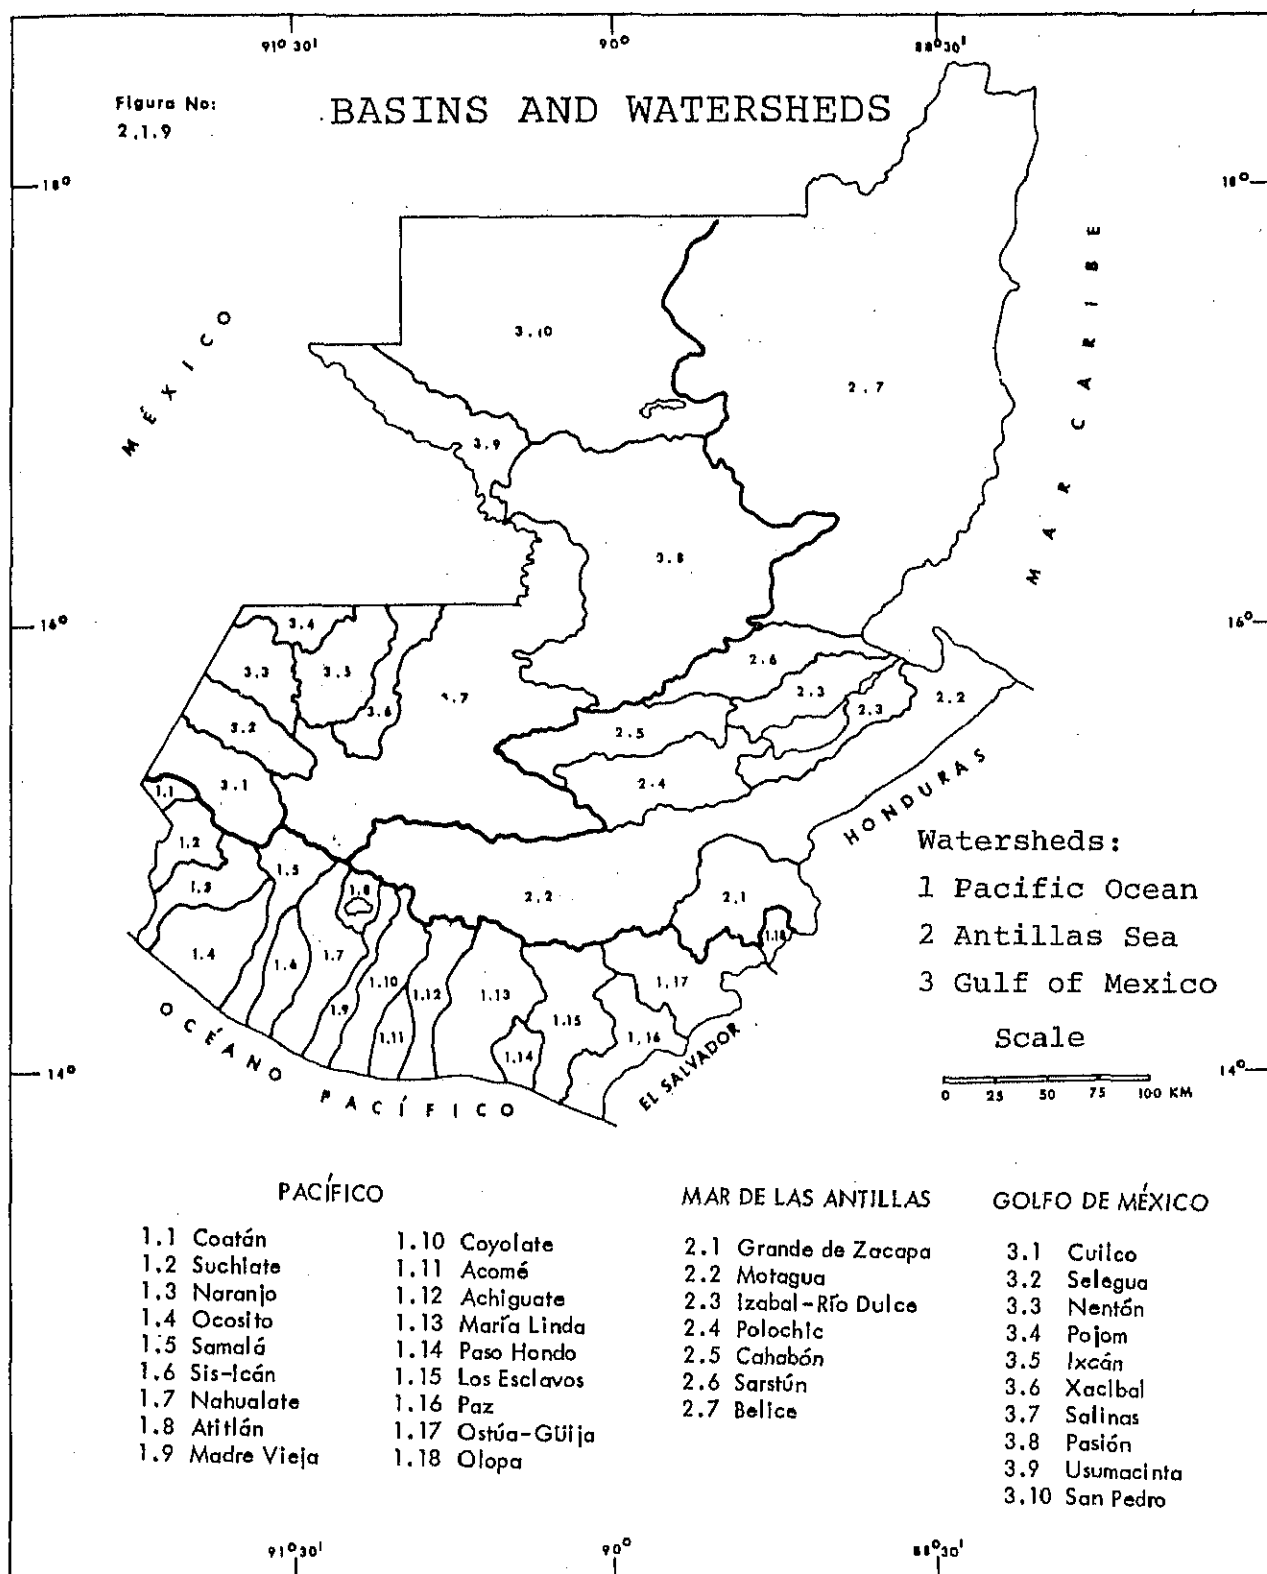 91° 30' 90° 88° 30'
Figura No:
2.1.9
BASINS AND WATERSHEDS
18° 18°
MÉXICO
MAR CARIBE
3.10
2.7
3.9
3.8
16° 16°
3.4
3.3
3.5
3.6
3.7
3.2
3.1
2.6
2.3
2.3
2.2
2.5
2.4
HONDURAS
1.1
1.2
1.3
1.5
1.8
2.2
2.1
1.18
1.4
1.6
1.7
1.10
1.12
1.13
1.17
1.9
1.11
1.14
1.15
1.16
OCÉANO PACÍFICO
EL SALVADOR
Watersheds:
1 Pacific Ocean
2 Antillas Sea
3 Gulf of Mexico
Scale
0 25 50 75 100 KM
14° 14°
PACÍFICO
1.1 Coatán
1.2 Suchiate
1.3 Naranjo
1.4 Ocosito
1.5 Samalá
1.6 Sis-Icán
1.7 Nahualate
1.8 Atitlán
1.9 Madre Vieja
1.10 Coyolate
1.11 Acomé
1.12 Achiguate
1.13 María Linda
1.14 Paso Hondo
1.15 Los Esclavos
1.16 Paz
1.17 Ostúa-Güija
1.18 Olopa
MAR DE LAS ANTILLAS
2.1 Grande de Zacapa
2.2 Motagua
2.3 Izabal-Río Dulce
2.4 Polochic
2.5 Cahabón
2.6 Sarstún
2.7 Belice
GOLFO DE MÉXICO
3.1 Cuilco
3.2 Selegua
3.3 Nentón
3.4 Pojom
3.5 Ixcán
3.6 Xacibal
3.7 Salinas
3.8 Pasión
3.9 Usumacinta
3.10 San Pedro
91° 30' 90° 88° 30'